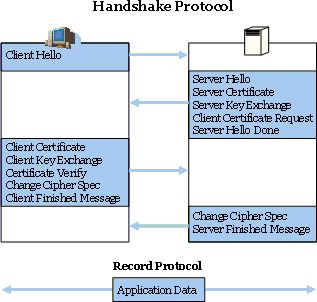 Handshake Protocol
Client Hello
Server Hello
Server Certificate
Server Key Exchange
Client Certificate Request
Server Hello Done
Client Certificate
Client Key Exchange
Certificate Verify
Change Cipher Spec
Client Finished Message
Change Cipher Spec
Server Finished Message
Record Protocol
Application Data